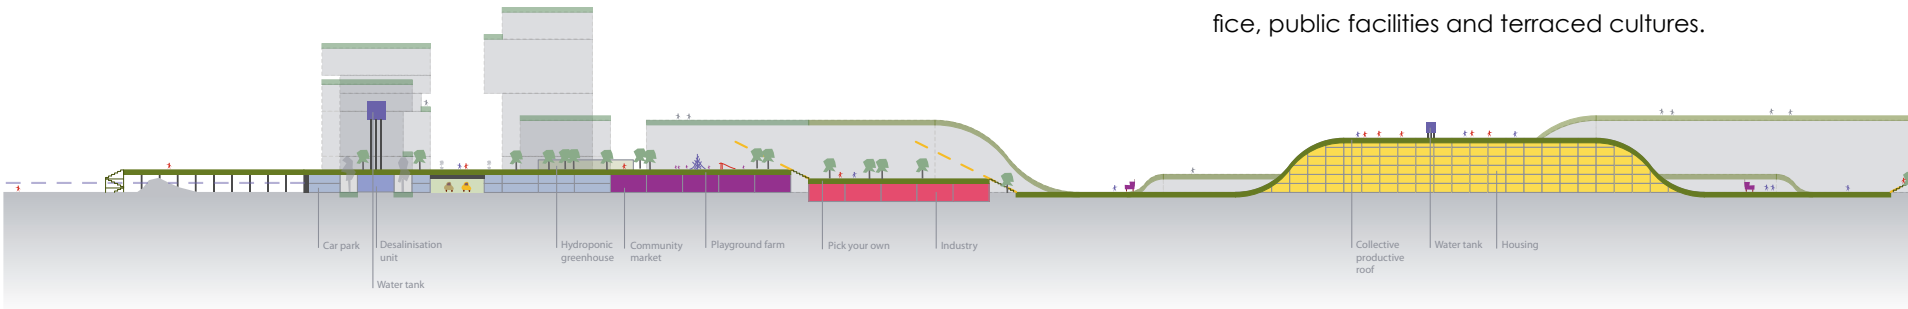 fice, public facilities and terraced cultures.
Car park
Desalinisation
unit
Water tank
Hydroponic
greenhouse
Community
market
Playground farm
Pick your own
Industry
Collective
productive
roof
Water tank
Housing